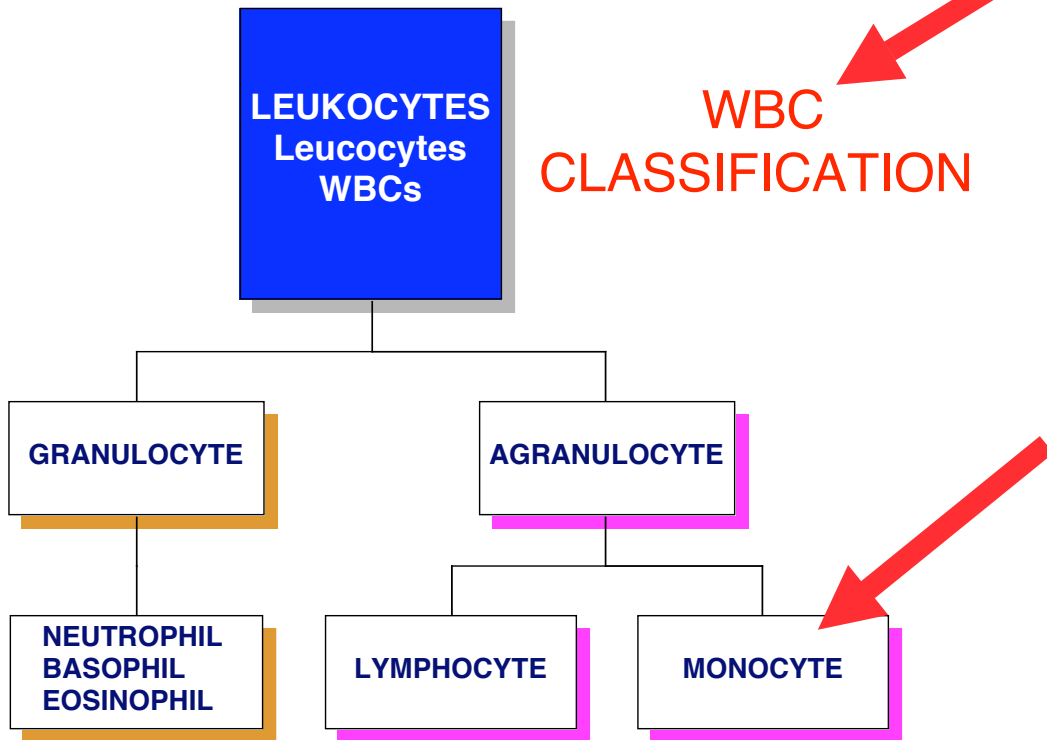 LEUKOCYTES
Leucocytes
WBCs
WBC
CLASSIFICATION
GRANULOCYTE
AGRANULOCYTE
NEUTROPHIL
BASOPHIL
EOSINOPHIL
LYMPHOCYTE
MONOCYTE